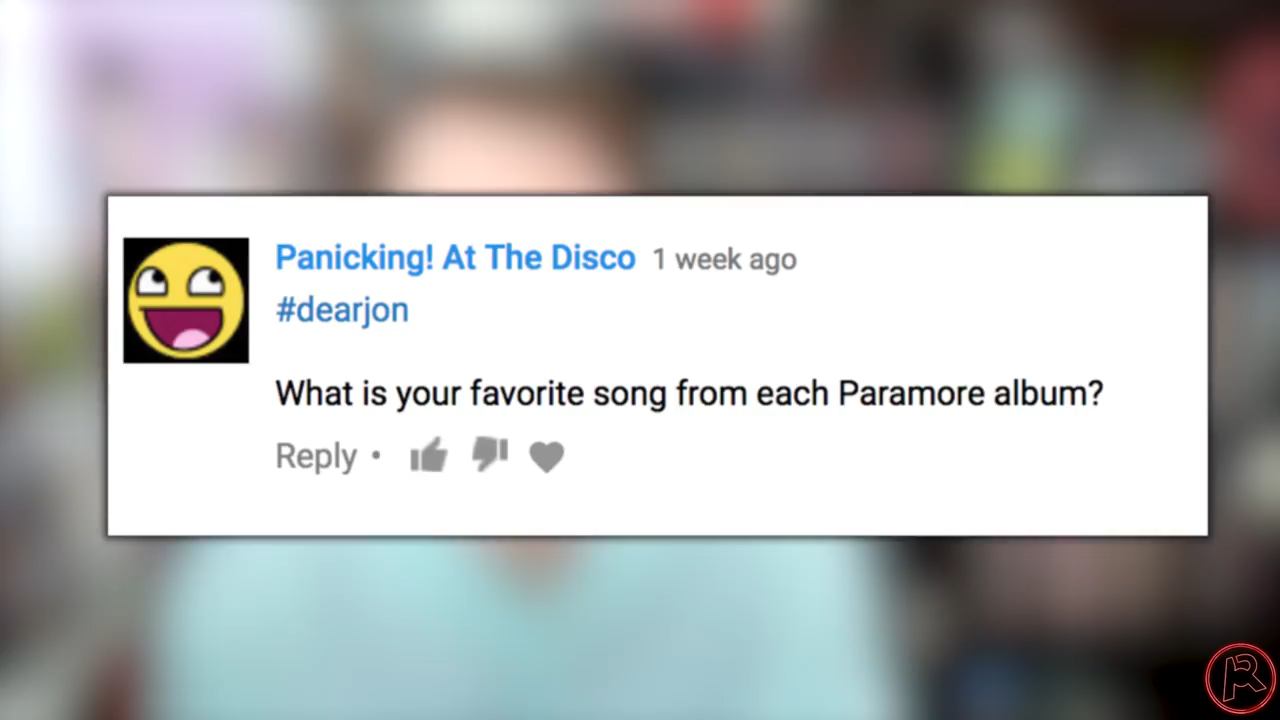 Panicking! At The Disco 1 week ago
#dearjon
What is your favorite song from each Paramore album?
Reply •